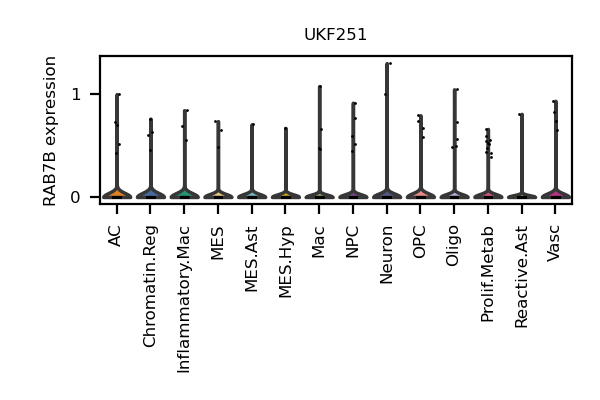 UKF251
RAB7B expression
1
0
AC
Chromatin.Reg
Inflammatory.Mac
MES
MES.Ast
MES.Hyp
Mac
NPC
Neuron
OPC
Oligo
Prolif.Metab
Reactive.Ast
Vasc